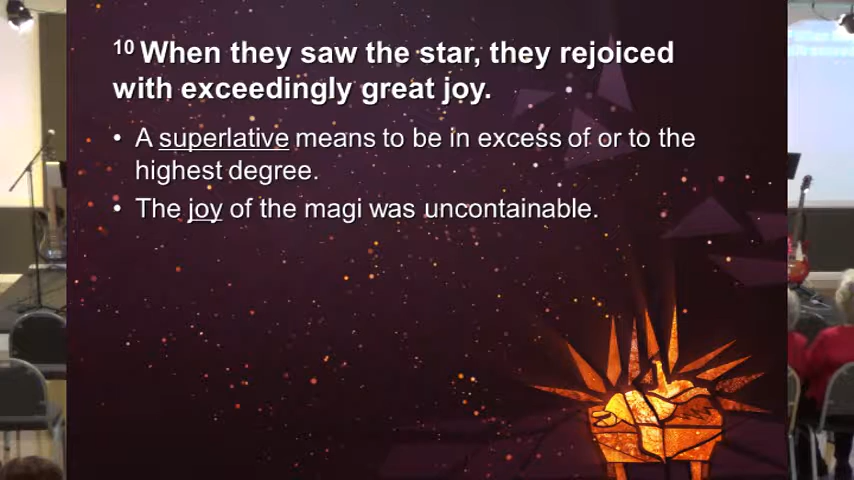 10 When they saw the star, they rejoiced
with exceedingly great joy.
• A superlative means to be in excess of or to the
highest degree.
• The joy of the magi was uncontainable.